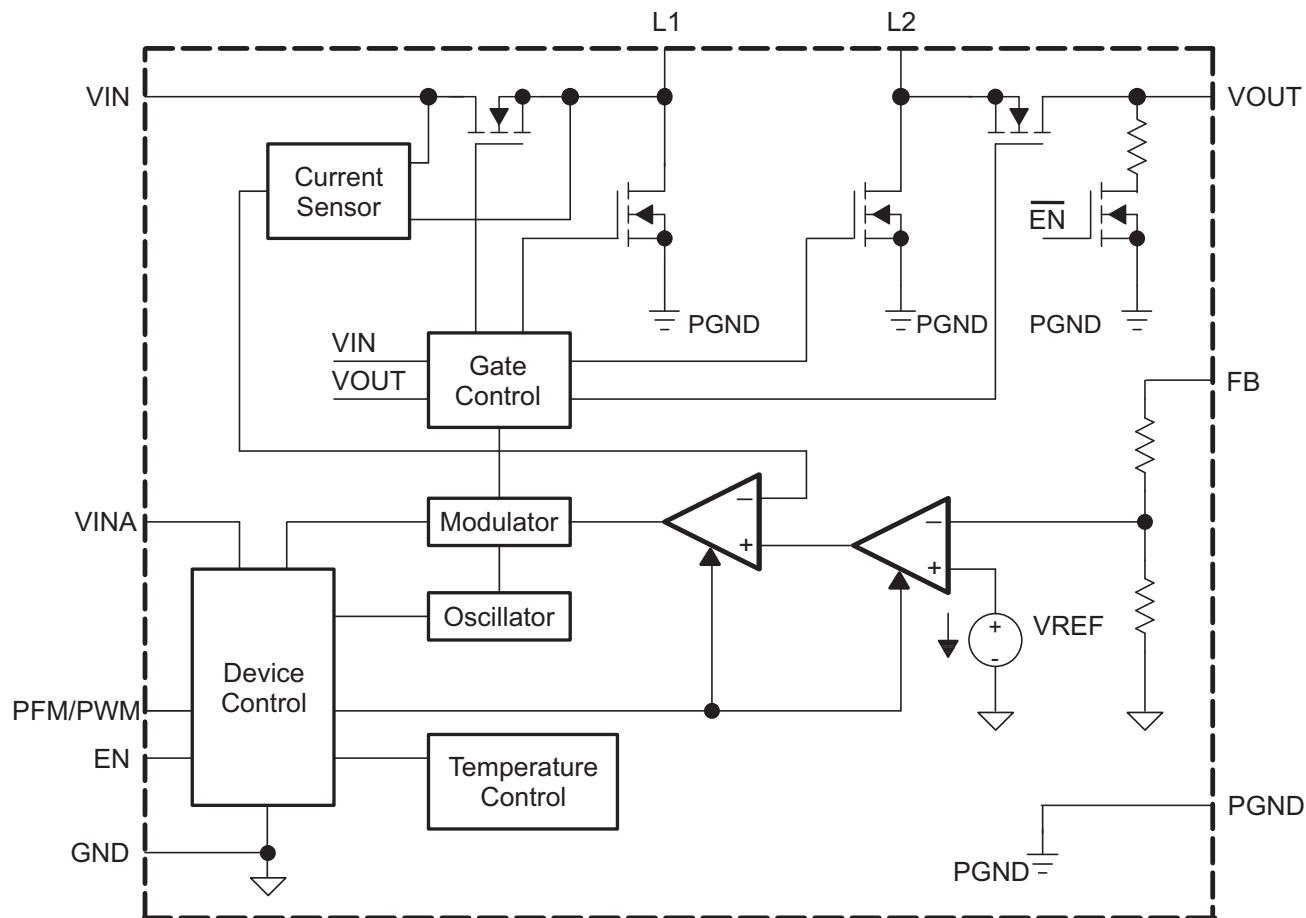 L1
L2
VIN
VOUT
Current
Sensor
EN
PGND
PGND
PGND
VIN
VOUT
Gate
Control
FB
VINA
Modulator
−
+
−
+
Oscillator
+
-
VREF
Device
Control
PFM/PWM
EN
Temperature
Control
PGND
GND
PGND